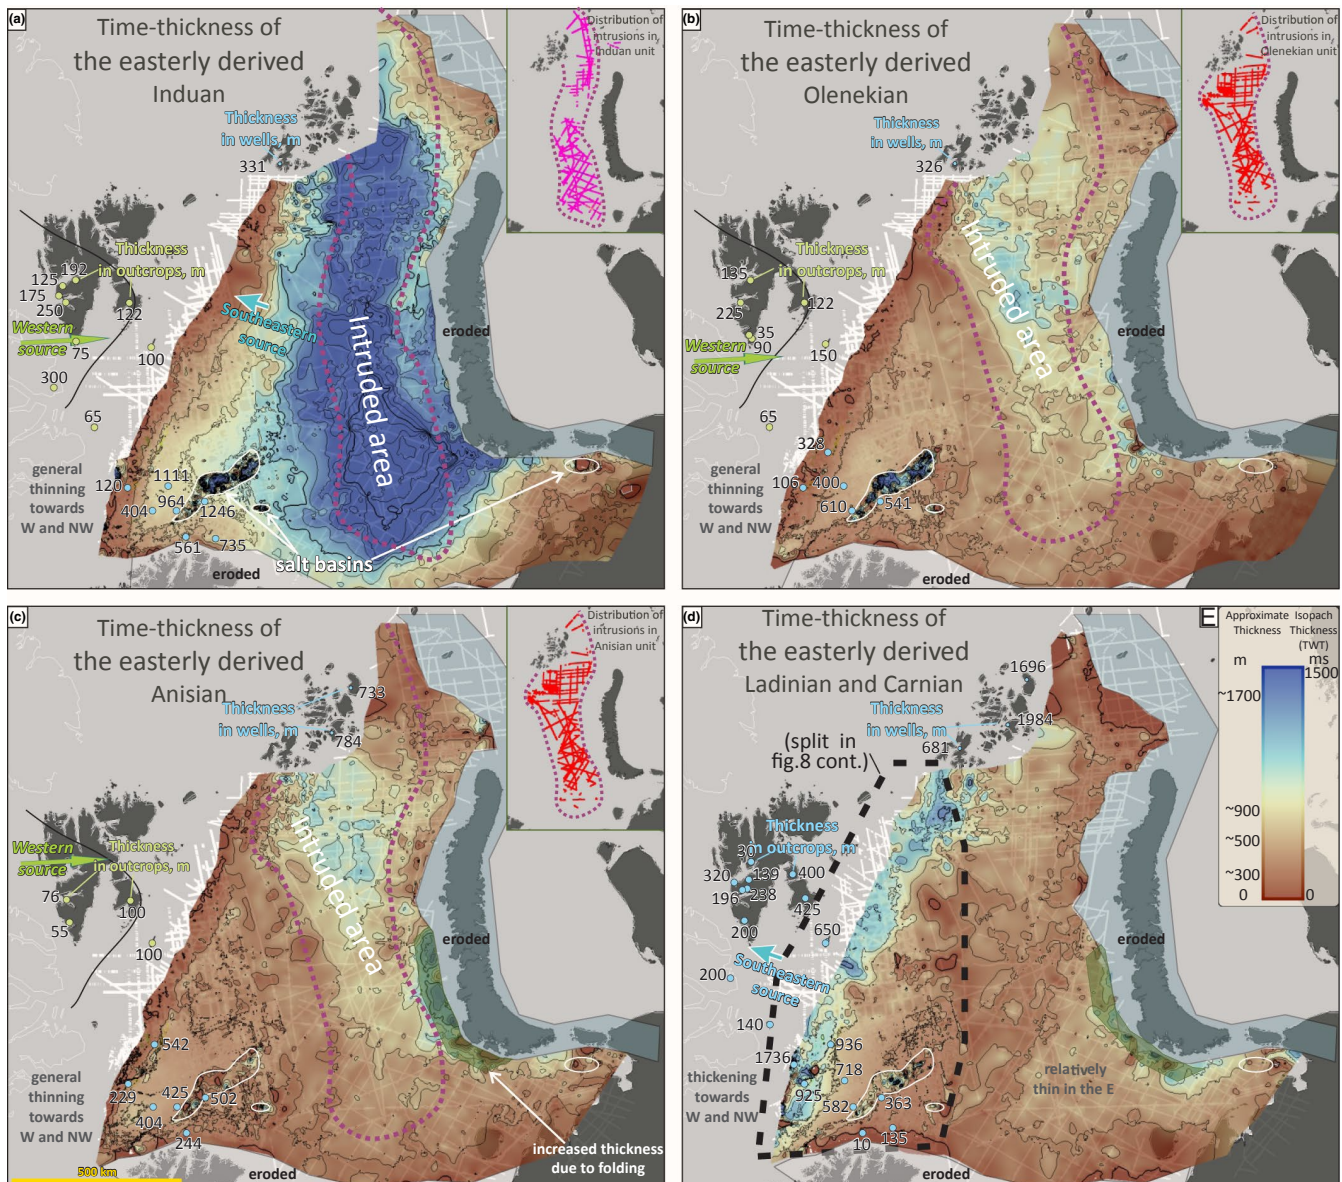 (a)
Time-thickness of
the easterly derived
Induan
Distribution of
intrusions in
Induan unit
Thickness
in wells, m
331
Thickness
in outcrops, m
192
125
175
250
122
Western
source
75
100
300
65
Southeastern
source
Intruded area
eroded
general
thinning
towards
W and NW
120
1111
964
404
1246
561
735
salt basins
eroded
(b)
Time-thickness of
the easterly derived
Olenekian
Distribution of
intrusions in
Olenekian unit
Thickness
in wells, m
326
Thickness
in outcrops, m
135
225
122
35
90
Western
source
150
65
Intruded area
eroded
328
general
thinning
towards
W and NW
106
400
610
541
eroded
(c)
Time-thickness of
the easterly derived
Anisian
Distribution of
intrusions in
Anisian unit
733
Thickness
in wells, m
784
Western
source
Thickness
in outcrops, m
76
100
55
100
Intruded area
eroded
542
general
thinning
towards
W and NW
229
425
502
404
244
increased thickness
due to folding
500 km
eroded
(d)
Time-thickness of
the easterly derived
Ladinian and Carnian
1696
Thickness
in wells, m
1984
681
(split in
fig.8 cont.)
E
Approximate
Thickness
Isopach
Thickness
(TWT)
m
ms
1500
~1700
~900
~500
~300
0
0
Thickness
in outcrops, m
30
320
139
400
196
238
425
200
650
Southeastern
source
200
140
eroded
1736
936
718
925
582
363
thickening
towards
W and NW
relatively
thin in the E
10
135
eroded